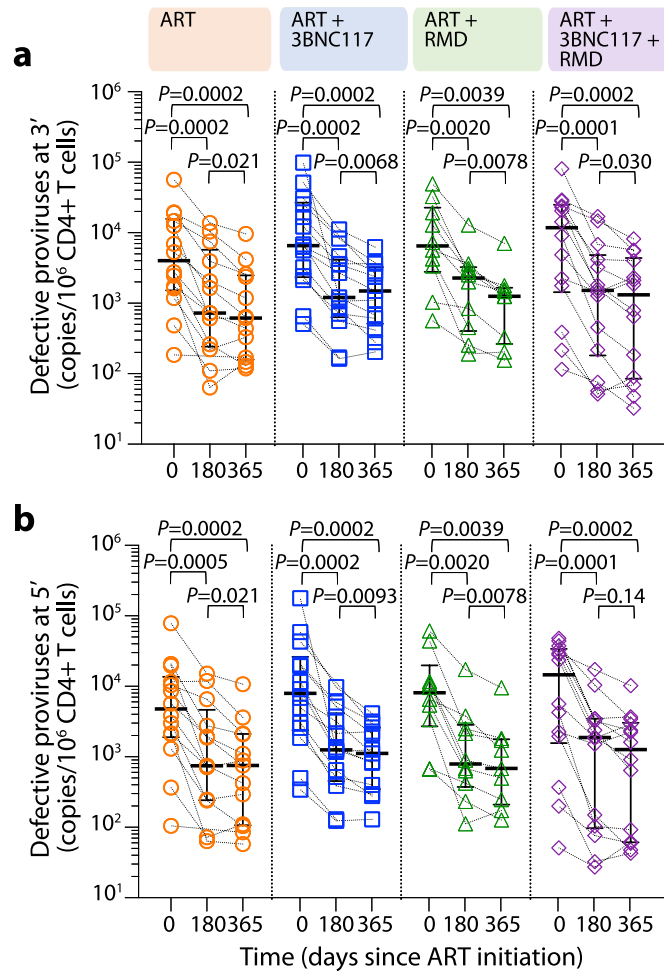 ART
ART +
3BNC117
ART +
RMD
ART +
3BNC117 +
RMD
a
Defective proviruses at 3′
(copies/10⁶ CD4+ T cells)
10⁶
10⁵
10⁴
10³
10²
10¹
P=0.0002
P=0.0002
P=0.021
P=0.0002
P=0.0002
P=0.0068
P=0.0039
P=0.0020
P=0.0078
P=0.0002
P=0.0001
P=0.030
0 180 365
0 180 365
0 180 365
0 180 365
b
Defective proviruses at 5′
(copies/10⁶ CD4+ T cells)
10⁶
10⁵
10⁴
10³
10²
10¹
P=0.0002
P=0.0005
P=0.021
P=0.0002
P=0.0002
P=0.0093
P=0.0039
P=0.0020
P=0.0078
P=0.0002
P=0.0001
P=0.14
0 180 365
0 180 365
0 180 365
0 180 365
Time (days since ART initiation)